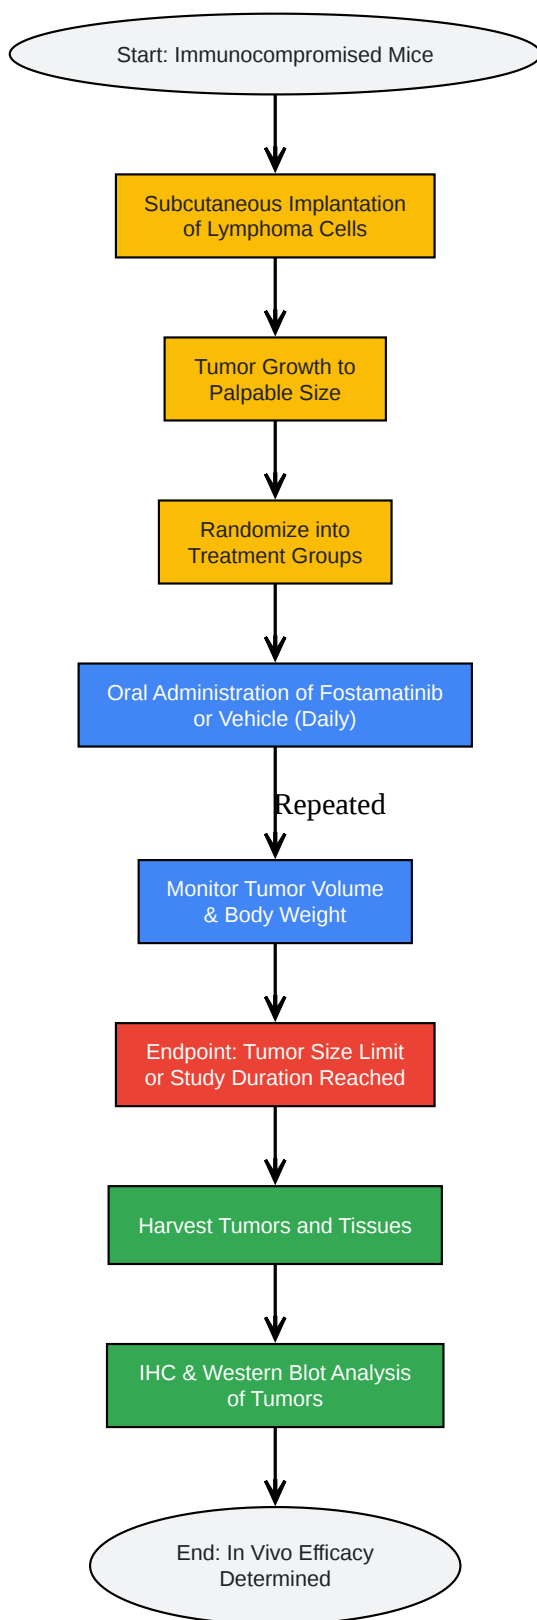 Start: Immunocompromised Mice
Subcutaneous Implantation
of Lymphoma Cells
Tumor Growth to
Palpable Size
Randomize into
Treatment Groups
Oral Administration of Fostamatinib
or Vehicle (Daily)
Repeated
Monitor Tumor Volume
& Body Weight
Endpoint: Tumor Size Limit
or Study Duration Reached
Harvest Tumors and Tissues
IHC & Western Blot Analysis
of Tumors
End: In Vivo Efficacy
Determined